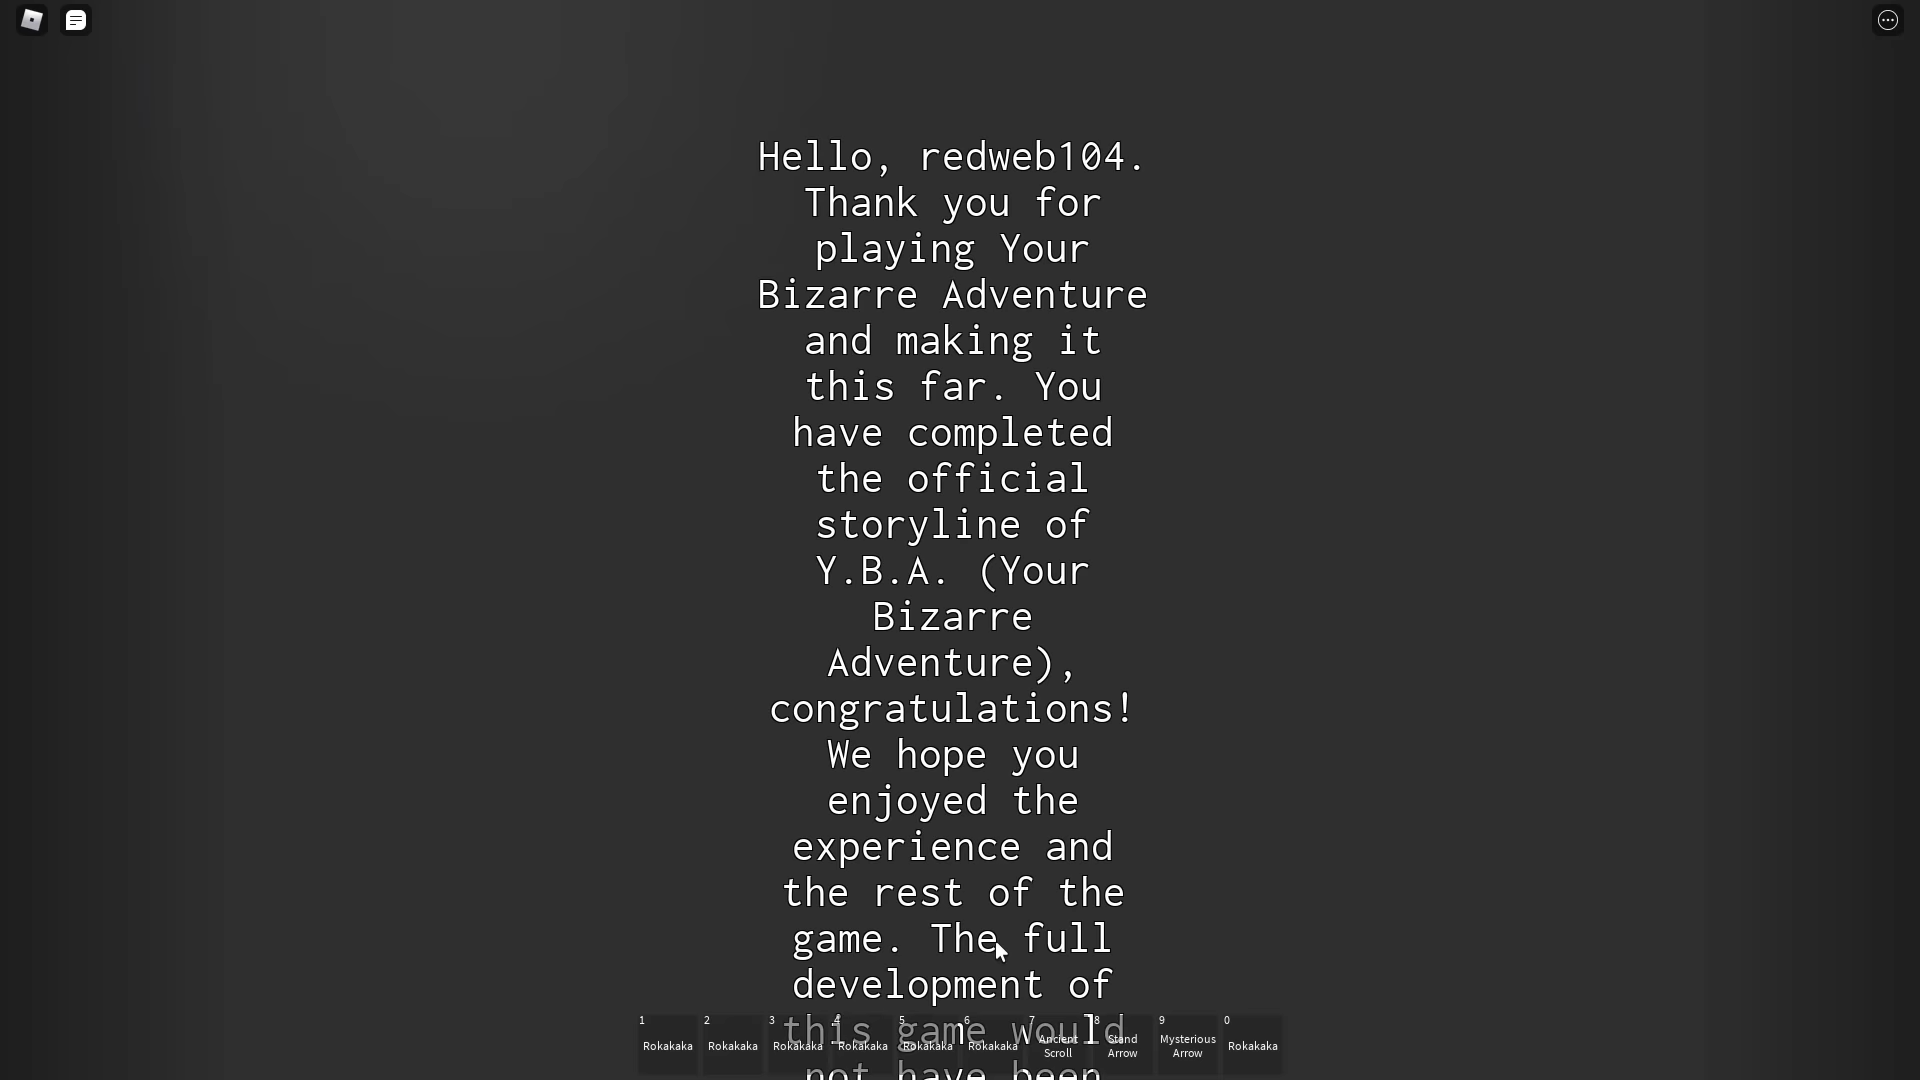 Hello, redweb104.
Thank you for
playing Your
Bizarre Adventure
and making it
this far. You
have completed
the official
storyline of
Y.B.A. (Your
Bizarre
Adventure),
congratulations!
We hope you
enjoyed the
experience and
the rest of the
game. The full
development of
this game would
not have been
1 2 3 4 5 6 7 8 9 0
Rokakaka Rokakaka Rokakaka Rokakaka Rokakaka Rokakaka Ancient Scroll Stand Arrow Mysterious Arrow Rokakaka